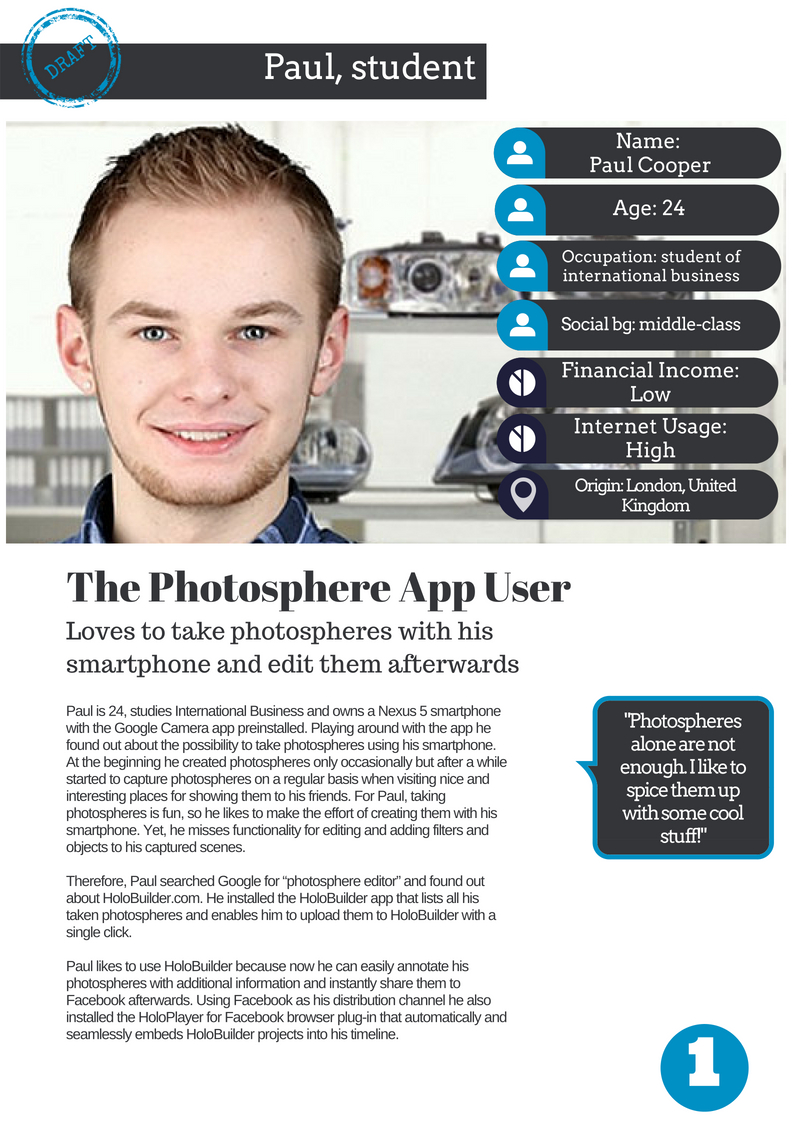 DRAFT
Paul, student
Name:
Paul Cooper
Age: 24
Occupation: student of
international business
Social bg: middle-class
Financial Income:
Low
Internet Usage:
High
Origin: London, United
Kingdom
The Photosphere App User
Loves to take photospheres with his
smartphone and edit them afterwards
Paul is 24, studies International Business and owns a Nexus 5 smartphone
with the Google Camera app preinstalled. Playing around with the app he
found out about the possibility to take photospheres using his smartphone.
At the beginning he created photospheres only occasionally but after a while
started to capture photospheres on a regular basis when visiting nice and
interesting places for showing them to his friends. For Paul, taking
photospheres is fun, so he likes to make the effort of creating them with his
smartphone. Yet, he misses functionality for editing and adding filters and
objects to his captured scenes.
Therefore, Paul searched Google for “photosphere editor” and found out
about HoloBuilder.com. He installed the HoloBuilder app that lists all his
taken photospheres and enables him to upload them to HoloBuilder with a
single click.
Paul likes to use HoloBuilder because now he can easily annotate his
photospheres with additional information and instantly share them to
Facebook afterwards. Using Facebook as his distribution channel he also
installed the HoloPlayer for Facebook browser plug-in that automatically and
seamlessly embeds HoloBuilder projects into his timeline.
"Photospheres
alone are not
enough. I like to
spice them up
with some cool
stuff!"
1